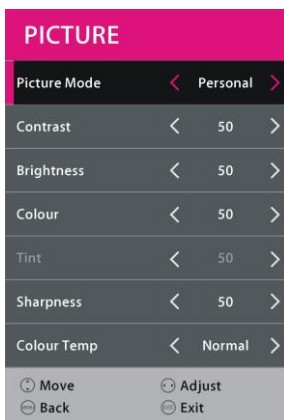 PICTURE
Picture Mode Personal
Contrast 50
Brightness 50
Colour 50
Tint 50
Sharpness 50
Colour Temp Normal
Move Adjust
Back Exit